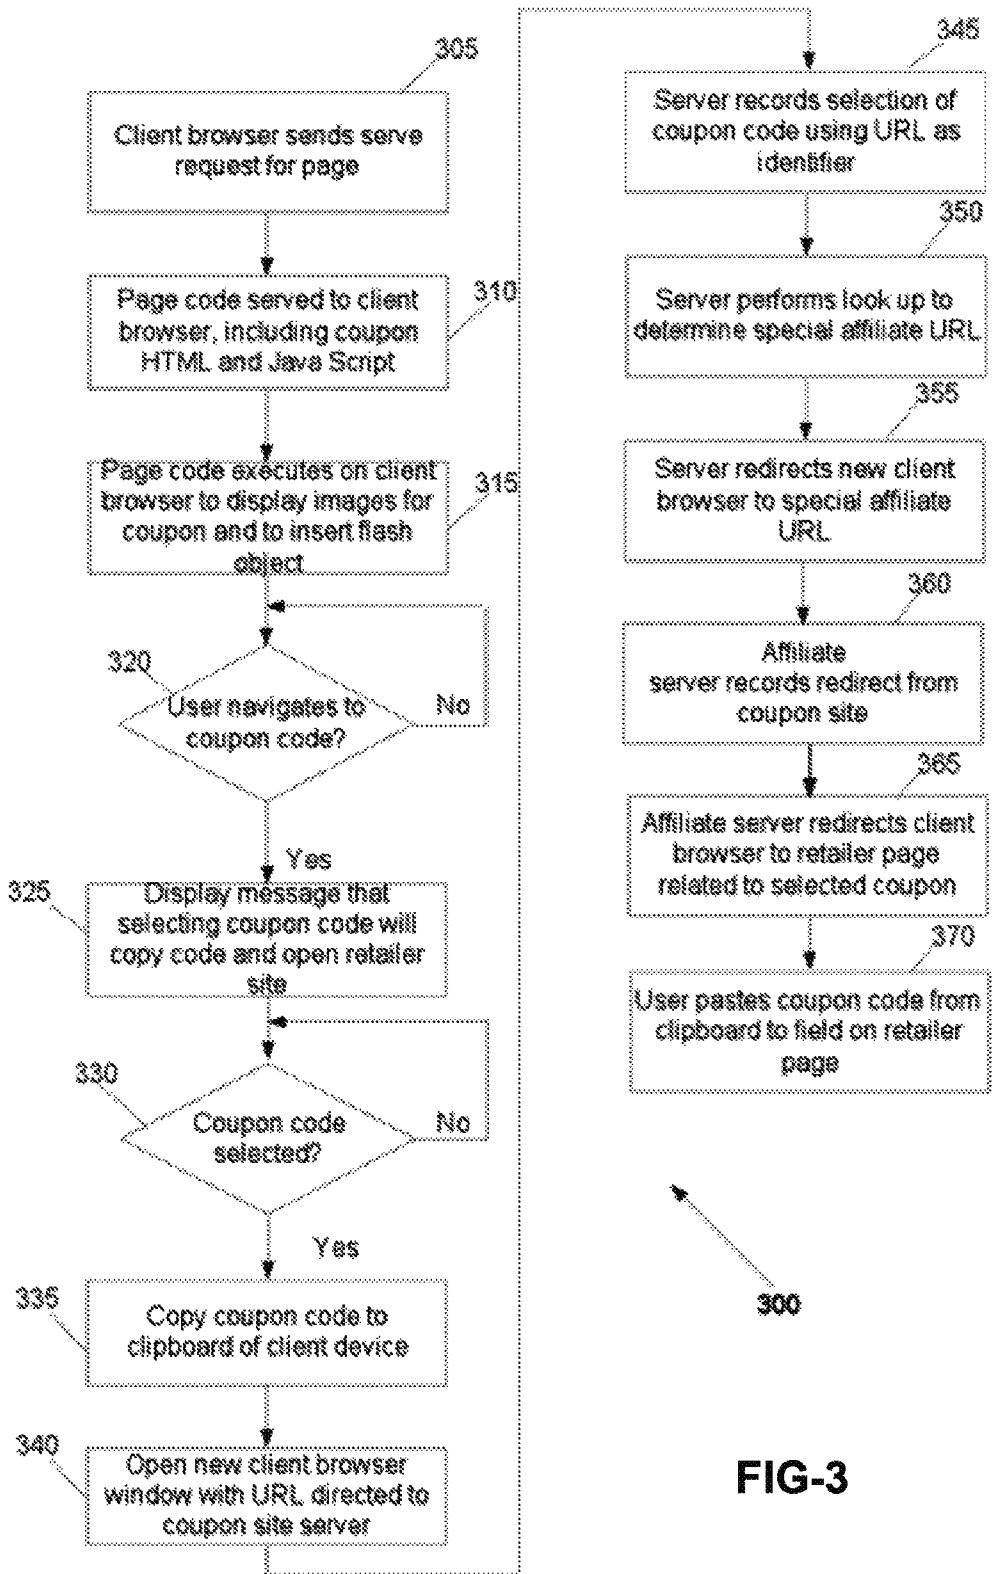 305
Client browser sends serve
request for page
310
Page code served to client
browser, including coupon
HTML and Java Script
315
Page code executes on client
browser to display images for
coupon and to insert flash
object
320
User navigates to
coupon code?
No
Yes
325
Display message that
selecting coupon code will
copy code and open retailer
site
330
Coupon code
selected?
No
Yes
335
Copy coupon code to
clipboard of client device
340
Open new client browser
window with URL directed to
coupon site server
345
Server records selection of
coupon code using URL as
identifier
350
Server performs look up to
determine special affiliate URL
355
Server redirects new client
browser to special affiliate
URL
360
Affiliate
server records redirect from
coupon site
365
Affiliate server redirects client
browser to retailer page
related to selected coupon
370
User pastes coupon code from
clipboard to field on retailer
page
300
FIG-3